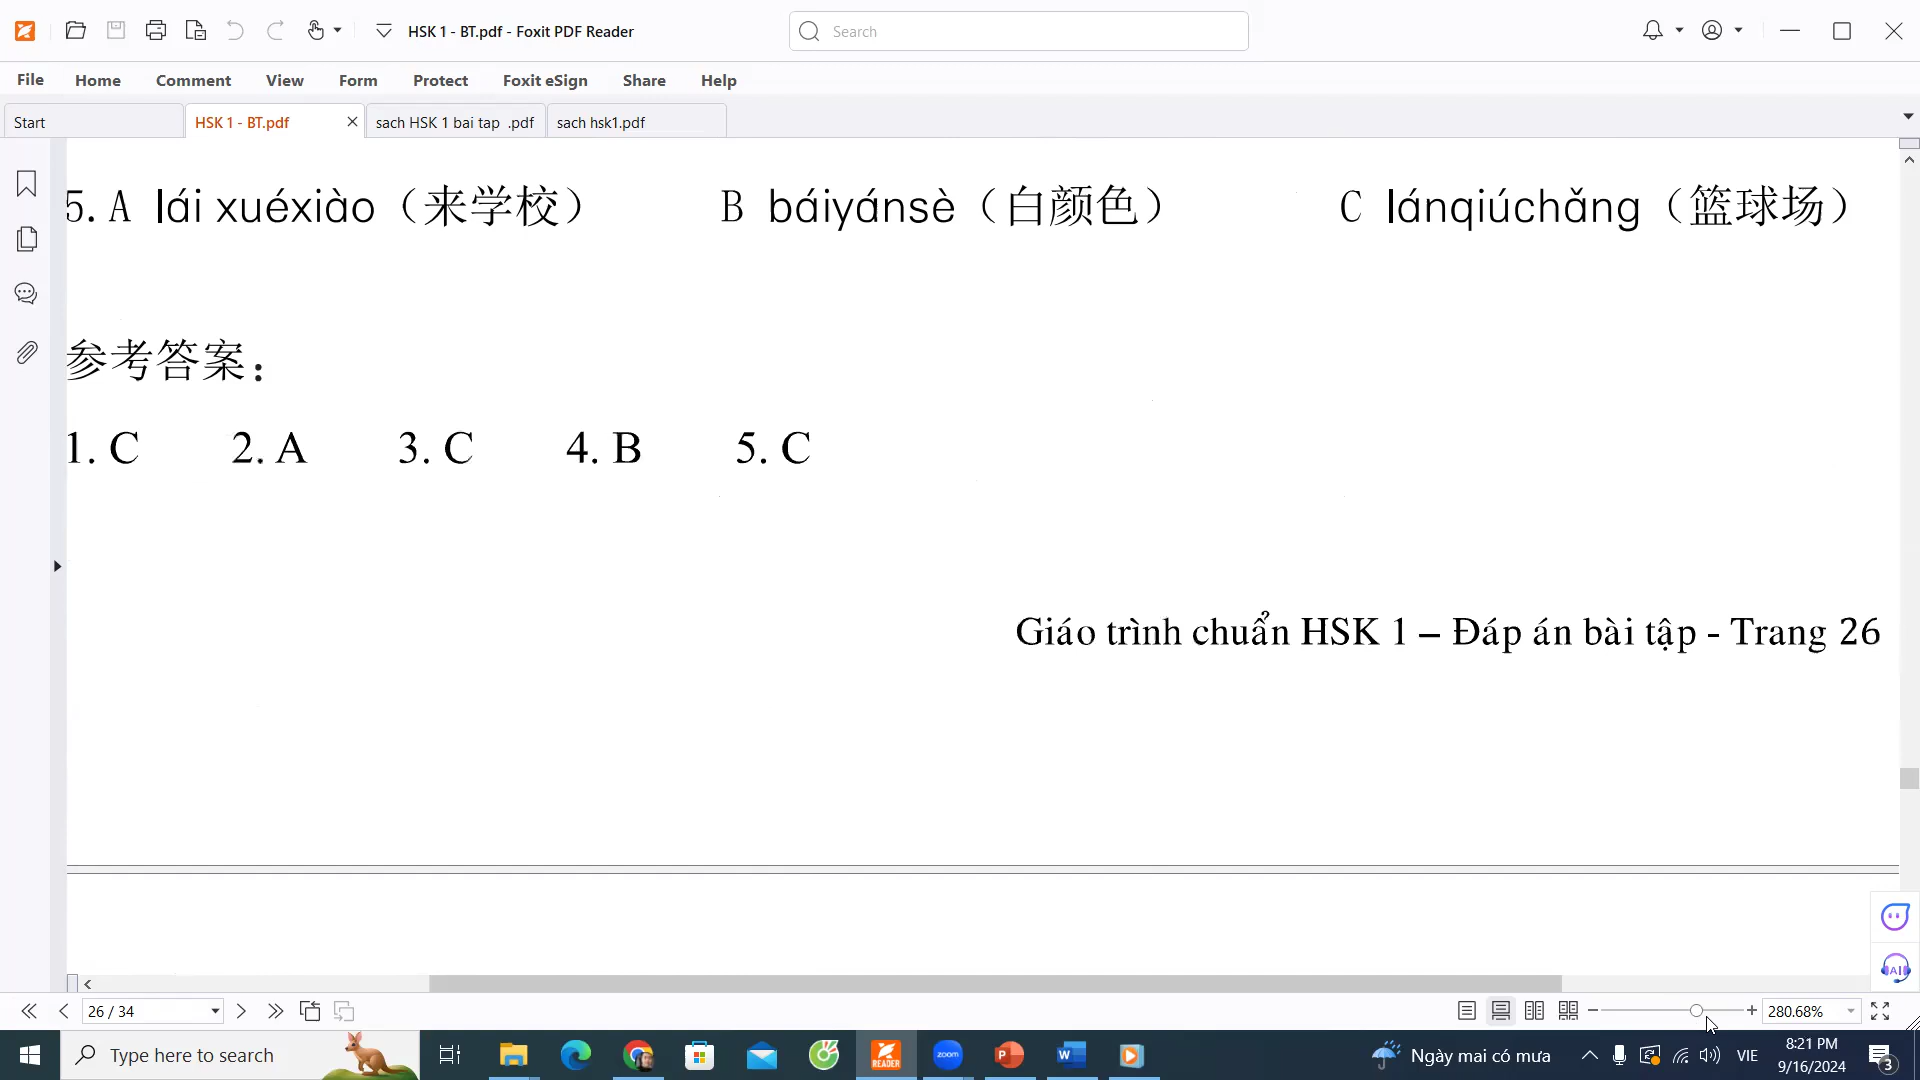 HSK 1 - BT.pdf - Foxit PDF Reader
Search
File Home Comment View Form Protect Foxit eSign Share Help
Start HSK 1 - BT.pdf sach HSK 1 bai tap .pdf sach hsk1.pdf
5. A lái xuéxiào（来学校） B báiyánsè（白颜色） C lánqiúchǎng（篮球场）
参考答案：
1. C 2. A 3. C 4. B 5. C
Giáo trình chuẩn HSK 1 – Đáp án bài tập - Trang 26
AI
26 / 34 280.68%
Type here to search READER zoom P W Ngày mai có mưa VIE 8:21 PM
9/16/2024 3